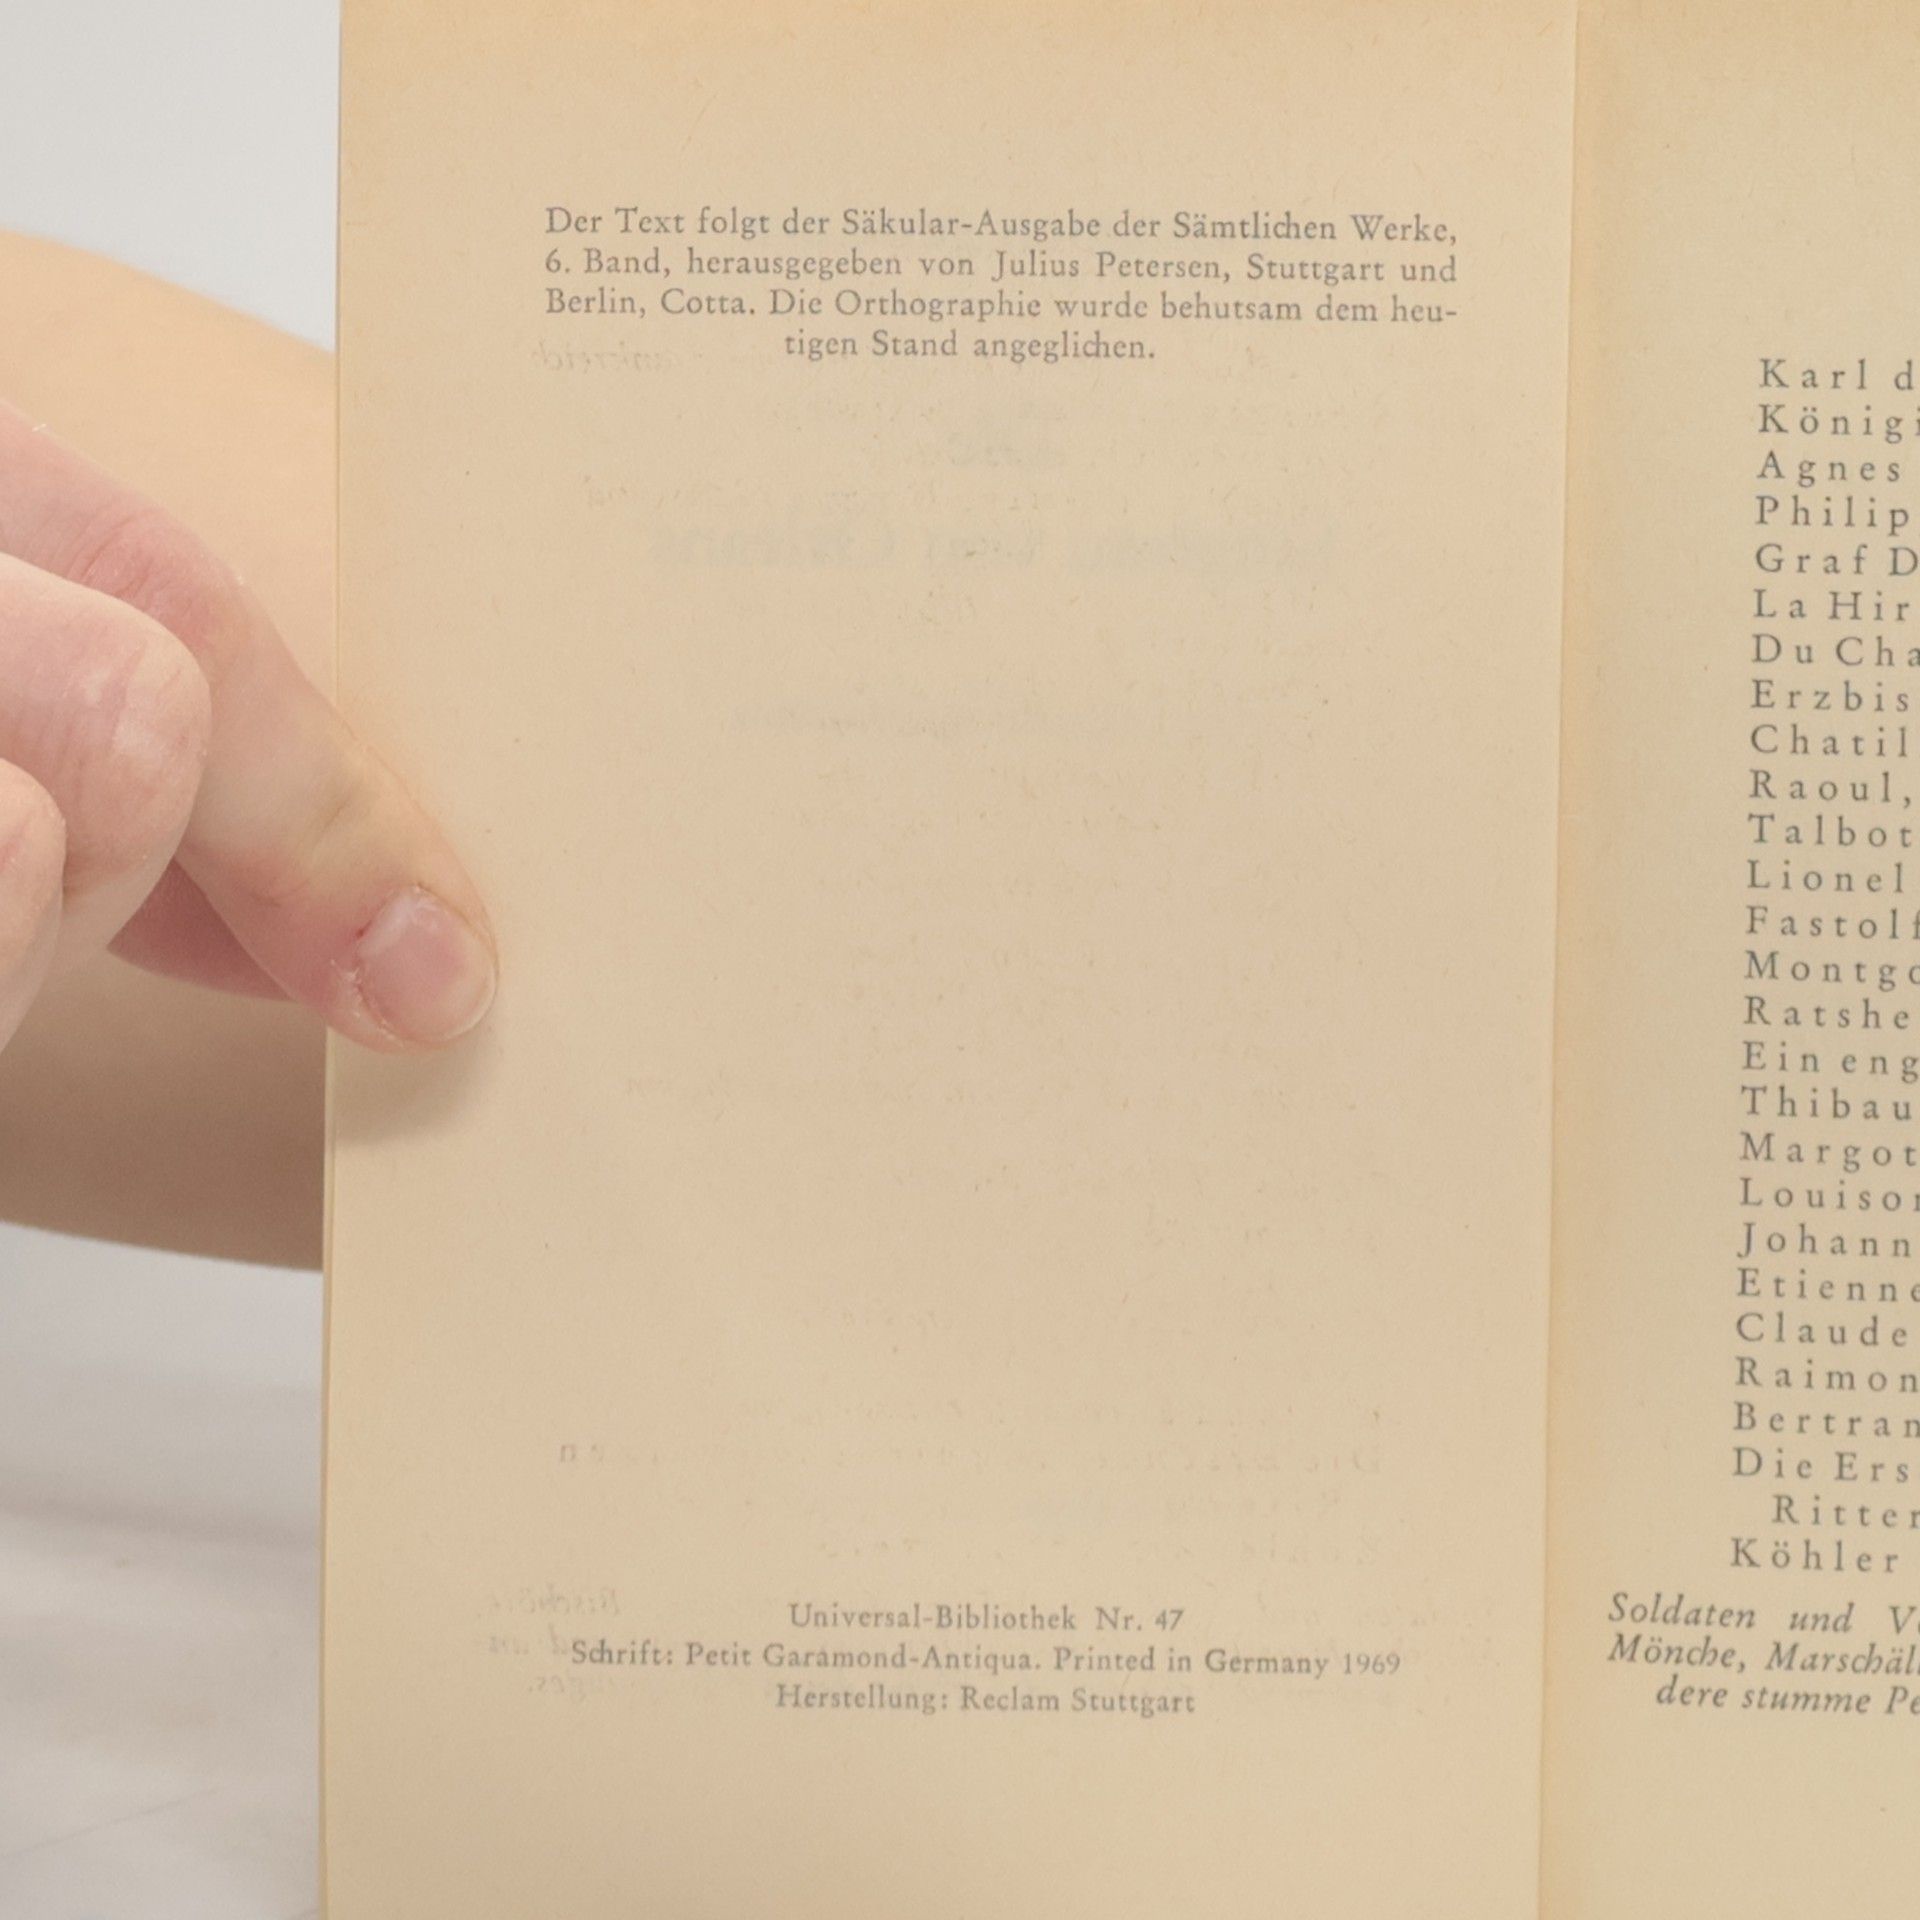 Der Text folgt der Säkular-Ausgabe der Sämtlichen Werke,
6. Band, herausgegeben von Julius Petersen, Stuttgart und
Berlin, Cotta. Die Orthographie wurde behutsam dem heu-
tigen Stand angeglichen.
Universal-Bibliothek Nr. 47
Schrift: Petit Garamond-Antiqua. Printed in Germany 1969
Herstellung: Reclam Stuttgart
Karl d
Königi
Agnes
Philip
Graf D
La Hir
Du Cha
Erzbis
Chatil
Raoul,
Talbot
Lionel
Fastolf
Montgo
Ratshe
Ein eng
Thibau
Margot
Louison
Johann
Etienne
Claude
Raimon
Bertran
Die Ers
Ritter
Köhler
Soldaten und V
Mönche, Marschäll
dere stumme Pe